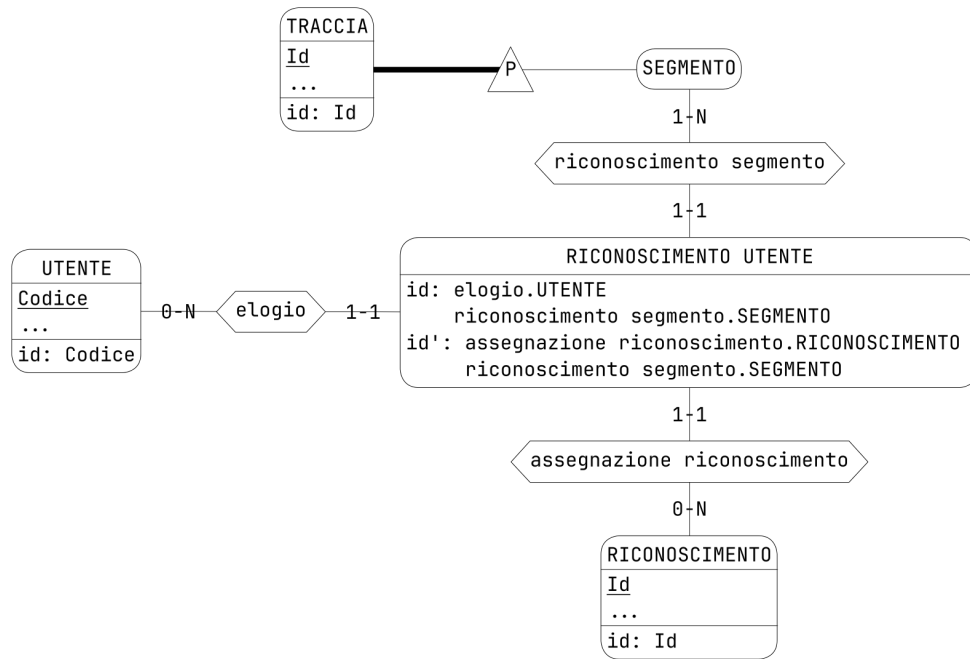 TRACCIA
Id
...
id: Id
P
SEGMENTO
1-N
riconoscimento segmento
1-1
UTENTE
Codice
...
id: Codice
0-N
elogio
1-1
RICONOSCIMENTO UTENTE
id: elogio.UTENTE
riconoscimento segmento.SEGMENTO
id': assegnazione riconoscimento.RICONOSCIMENTO
riconoscimento segmento.SEGMENTO
1-1
assegnazione riconoscimento
0-N
RICONOSCIMENTO
Id
...
id: Id